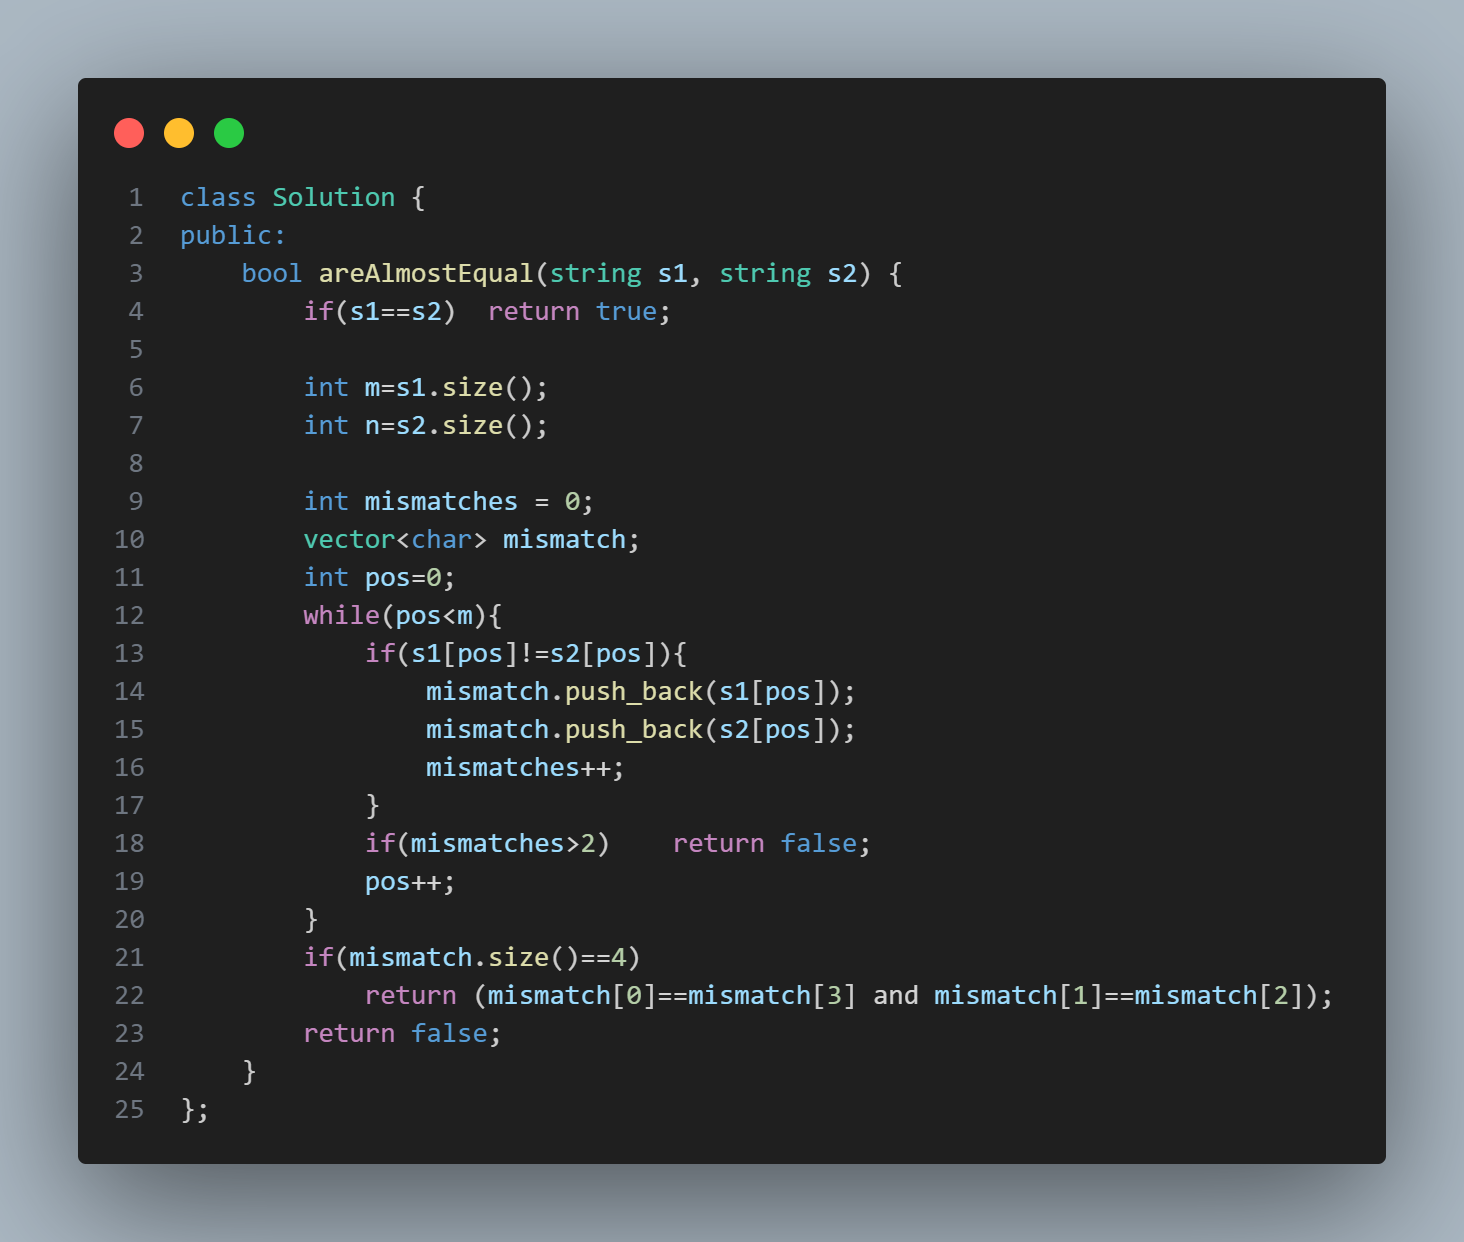 1 class Solution {
2 public:
3     bool areAlmostEqual(string s1, string s2) {
4         if(s1==s2)  return true;
5
6         int m=s1.size();
7         int n=s2.size();
8
9         int mismatches = 0;
10         vector<char> mismatch;
11         int pos=0;
12         while(pos<m){
13             if(s1[pos]!=s2[pos]){
14                 mismatch.push_back(s1[pos]);
15                 mismatch.push_back(s2[pos]);
16                 mismatches++;
17             }
18             if(mismatches>2)    return false;
19             pos++;
20         }
21         if(mismatch.size()==4)
22             return (mismatch[0]==mismatch[3] and mismatch[1]==mismatch[2]);
23         return false;
24     }
25 };